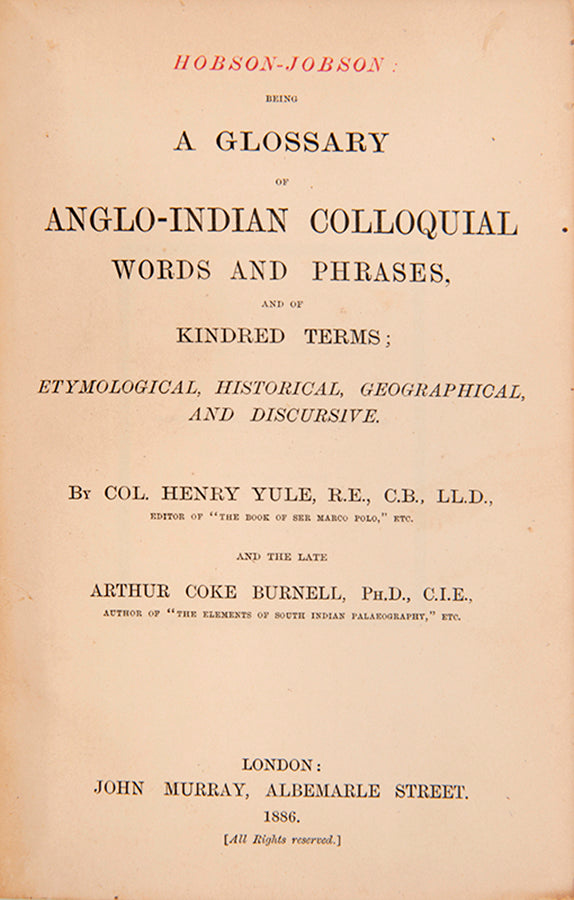 HOBSON-JOBSON:
BEING
A GLOSSARY
OF
ANGLO-INDIAN COLLOQUIAL
WORDS AND PHRASES,
AND OF
KINDRED TERMS;
ETYMOLOGICAL, HISTORICAL, GEOGRAPHICAL,
AND DISCURSIVE.
BY COL. HENRY YULE, R.E., C.B., LL.D.,
EDITOR OF "THE BOOK OF SER MARCO POLO," ETC.
AND THE LATE
ARTHUR COKE BURNELL, PH.D., C.I.E.,
AUTHOR OF "THE ELEMENTS OF SOUTH INDIAN PALAEOGRAPHY," ETC.
LONDON:
JOHN MURRAY, ALBEMARLE STREET.
1886.
[All Rights reserved.]